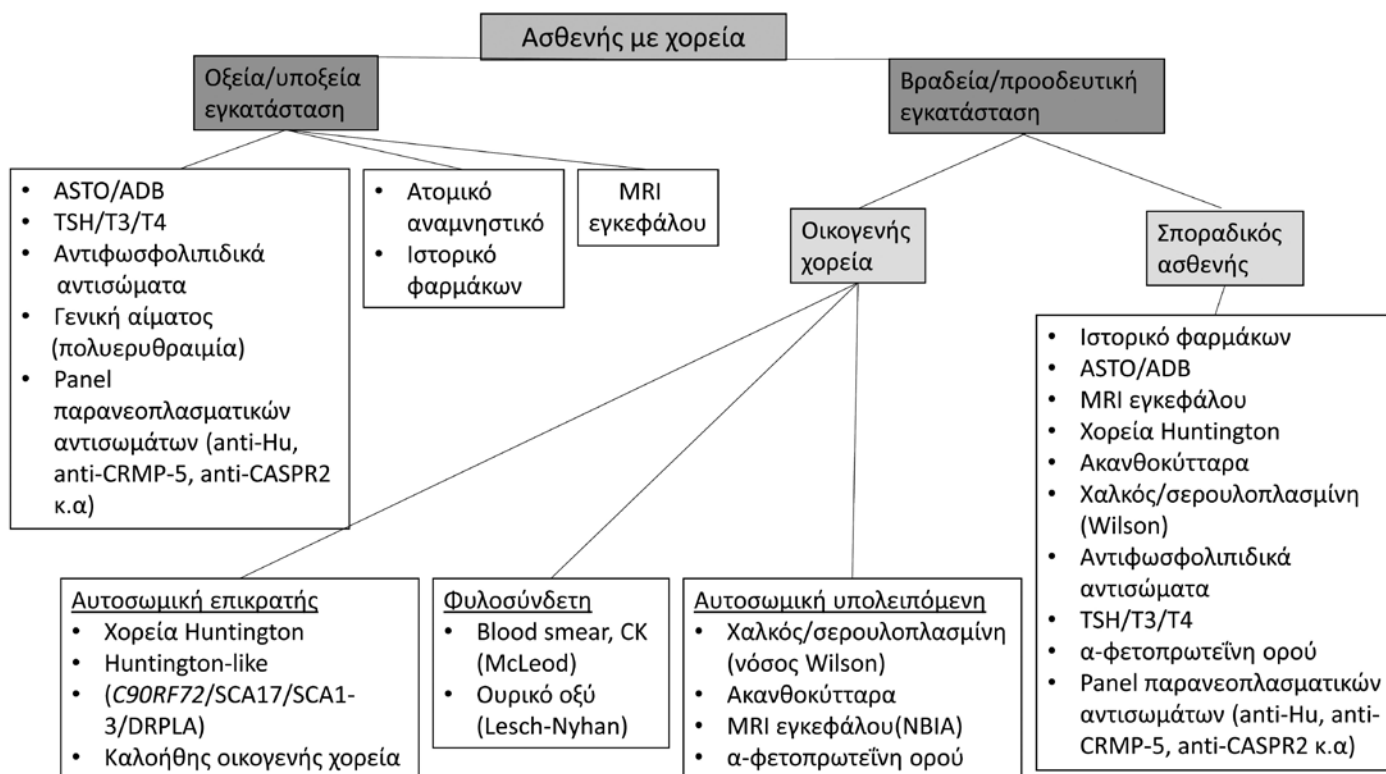 Ασθενής με χορεία
Οξεία/υποξεία
εγκατάσταση
Βραδεία/προοδευτική
εγκατάσταση
• ASTO/ADB
• TSH/T3/T4
• Αντιφωσφολιπιδικά
αντισώματα
• Γενική αίματος
(πολυερυθραιμία)
• Panel
παρανεοπλασματικών
αντισωμάτων (anti-Hu,
anti-CRMP-5, anti-CASPR2
κ.α)
• Ατομικό
αναμνηστικό
• Ιστορικό
φαρμάκων
MRI
εγκεφάλου
Οικογενής
χορεία
Σποραδικός
ασθενής
• Ιστορικό φαρμάκων
• ASTO/ADB
• MRI εγκεφάλου
• Χορεία Huntington
• Ακανθοκύτταρα
• Χαλκός/σερουλοπλασμίνη
(Wilson)
• Αντιφωσφολιπιδικά
αντισώματα
• TSH/T3/T4
• α-φετοπρωτεΐνη ορού
• Panel παρανεοπλασματικών
αντισωμάτων (anti-Hu, anti-
CRMP-5, anti-CASPR2 κ.α)
Αυτοσωμική επικρατής
• Χορεία Huntington
• Huntington-like
• (C90RF72/SCA17/SCA1-
3/DRPLA)
• Καλοήθης οικογενής χορεία
Φυλοσύνδετη
• Blood smear, CK
(McLeod)
• Ουρικό οξύ
(Lesch-Nyhan)
Αυτοσωμική υπολειπόμενη
• Χαλκός/σερουλοπλασμίνη
(νόσος Wilson)
• Ακανθοκύτταρα
• MRI εγκεφάλου(NBIA)
• α-φετοπρωτεΐνη ορού